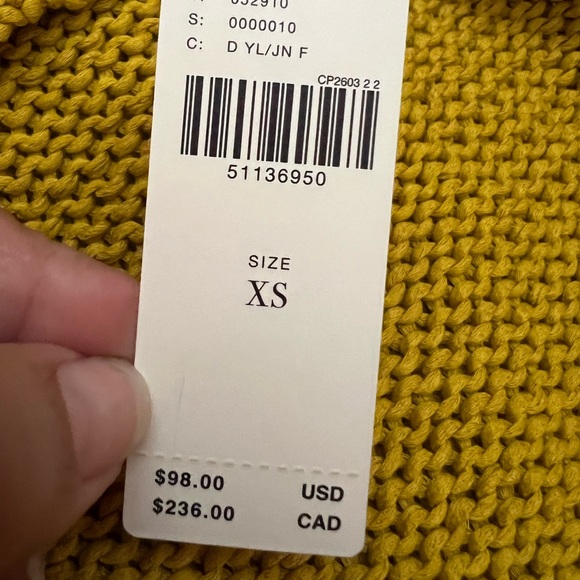 S: 0000010
C: D YL/JN F
CP2603 2 2
51136950
SIZE
XS
$98.00 USD
$236.00 CAD